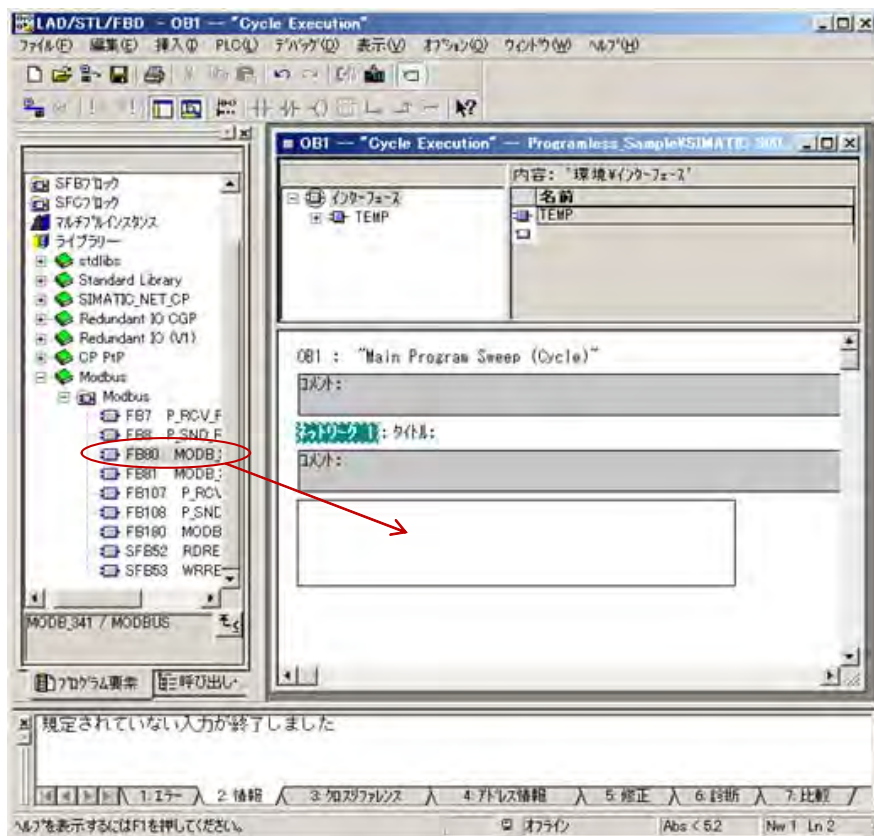 LAD/STL/FBD - OB1 -- "Cycle Execution"
ファイル(F) 編集(E) 挿入(I) PLC(L) デバッグ(D) 表示(V) オプション(O) ウィンドウ(W) ヘルプ(H)
SFBブロック
SFCブロック
マルチプルインスタンス
ライブラリー
stdlibs
Standard Library
SIMATIC_NET_CP
Redundant IO CGP
Redundant IO (V1)
CP PtP
Modbus
Modbus
FB7 P_RCV_F
FB8 P_SND_F
FB80 MODB_
FB81 MODB_
FB107 P_RCV
FB108 P_SND
FB180 MODB
SFB52 RDRE
SFB53 WRRE
MODB_341 / MODBUS
プログラム要素
呼び出し
OB1 -- "Cycle Execution" -- Programless_Sample¥SIMATIC 300
インターフェース
TEMP
内容: '環境¥インターフェース'
名前
TEMP
OB1 : "Main Program Sweep (Cycle)"
コメント:
ネットワーク 1 : タイトル:
コメント:
規定されていない入力が終了しました
1: エラー 2: 情報 3: クロスリファレンス 4: アドレス情報 5: 修正 6: 診断 7: 比較
ヘルプを表示するにはF1を押してください。 オフライン Abs < 5.2 Nw 1 Ln 2